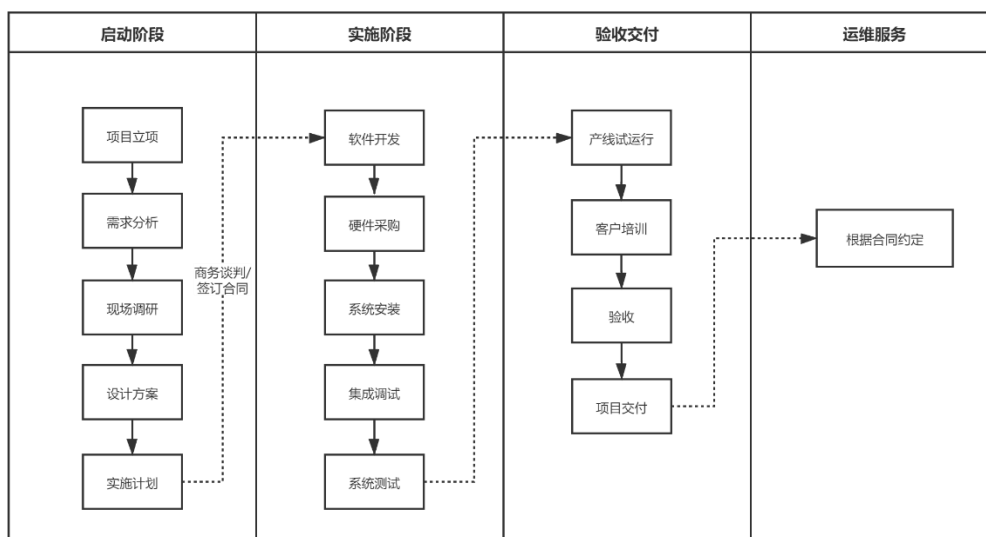 启动阶段
实施阶段
验收交付
运维服务
项目立项
需求分析
现场调研
设计方案
实施计划
商务谈判/
签订合同
软件开发
硬件采购
系统安装
集成调试
系统测试
产线试运行
客户培训
验收
项目交付
根据合同约定